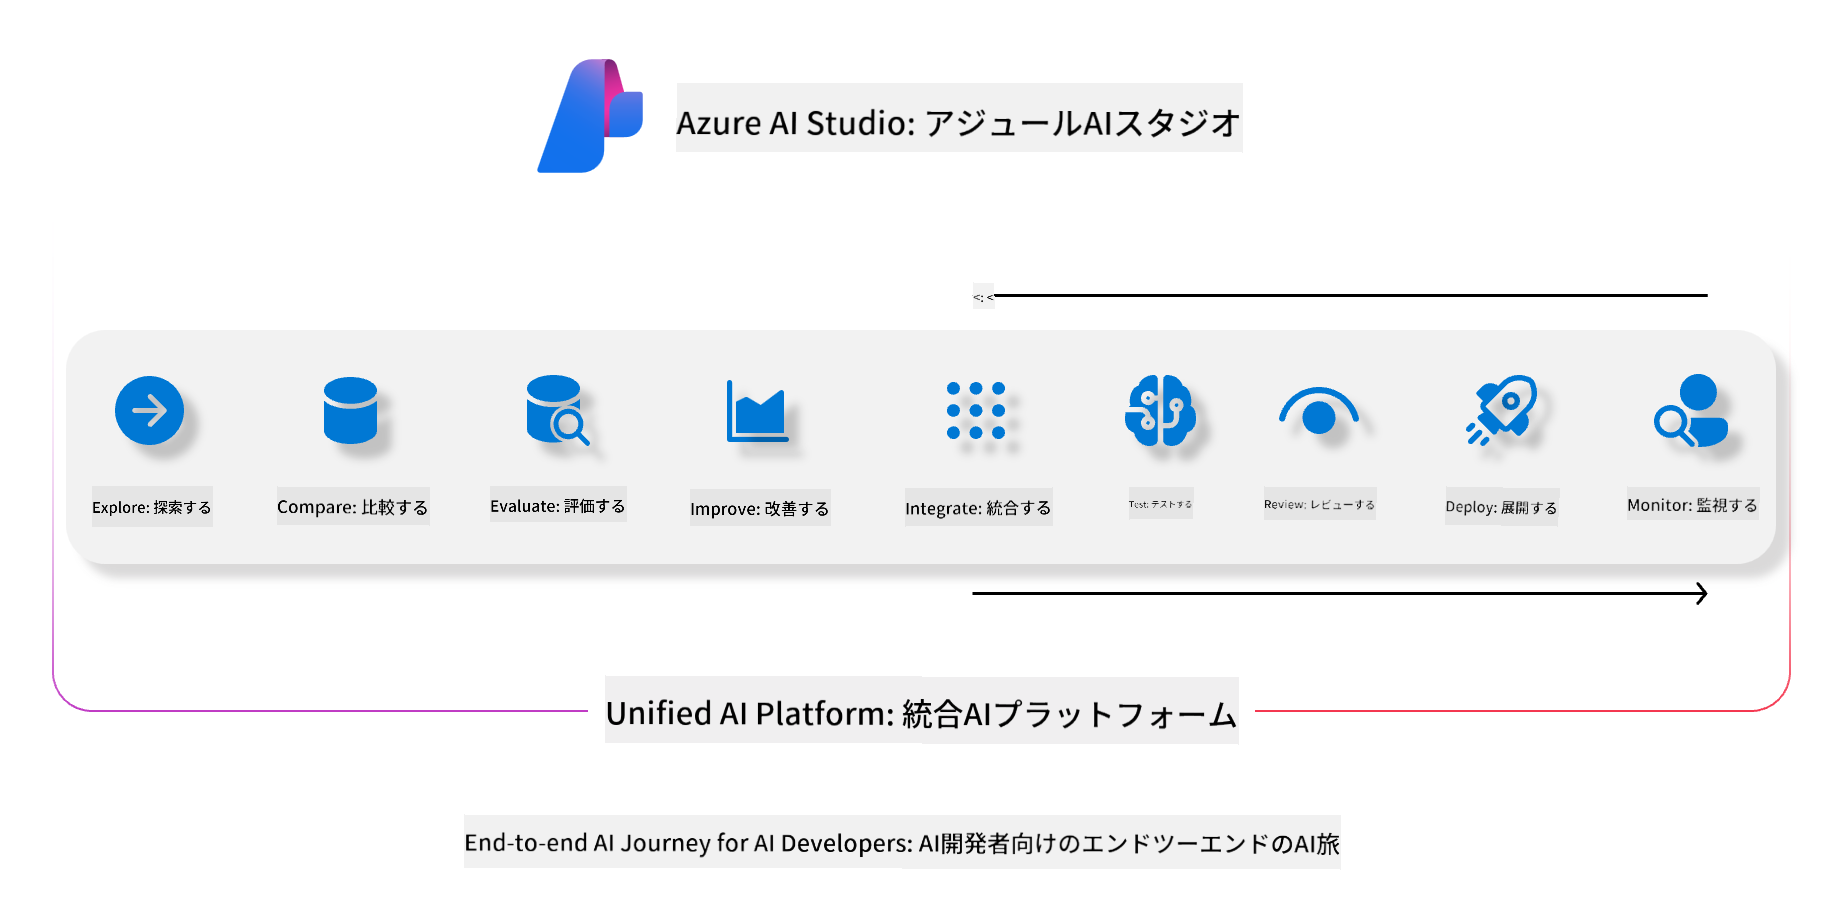 Azure AI Studio: アジュールAIスタジオ
<: <
Explore: 探索する
Compare: 比較する
Evaluate: 評価する
Improve: 改善する
Integrate: 統合する
Test: テストする
Review: レビューする
Deploy: 展開する
Monitor: 監視する
Unified AI Platform: 統合AIプラットフォーム
End-to-end AI Journey for AI Developers: AI開発者向けのエンドツーエンドのAI旅